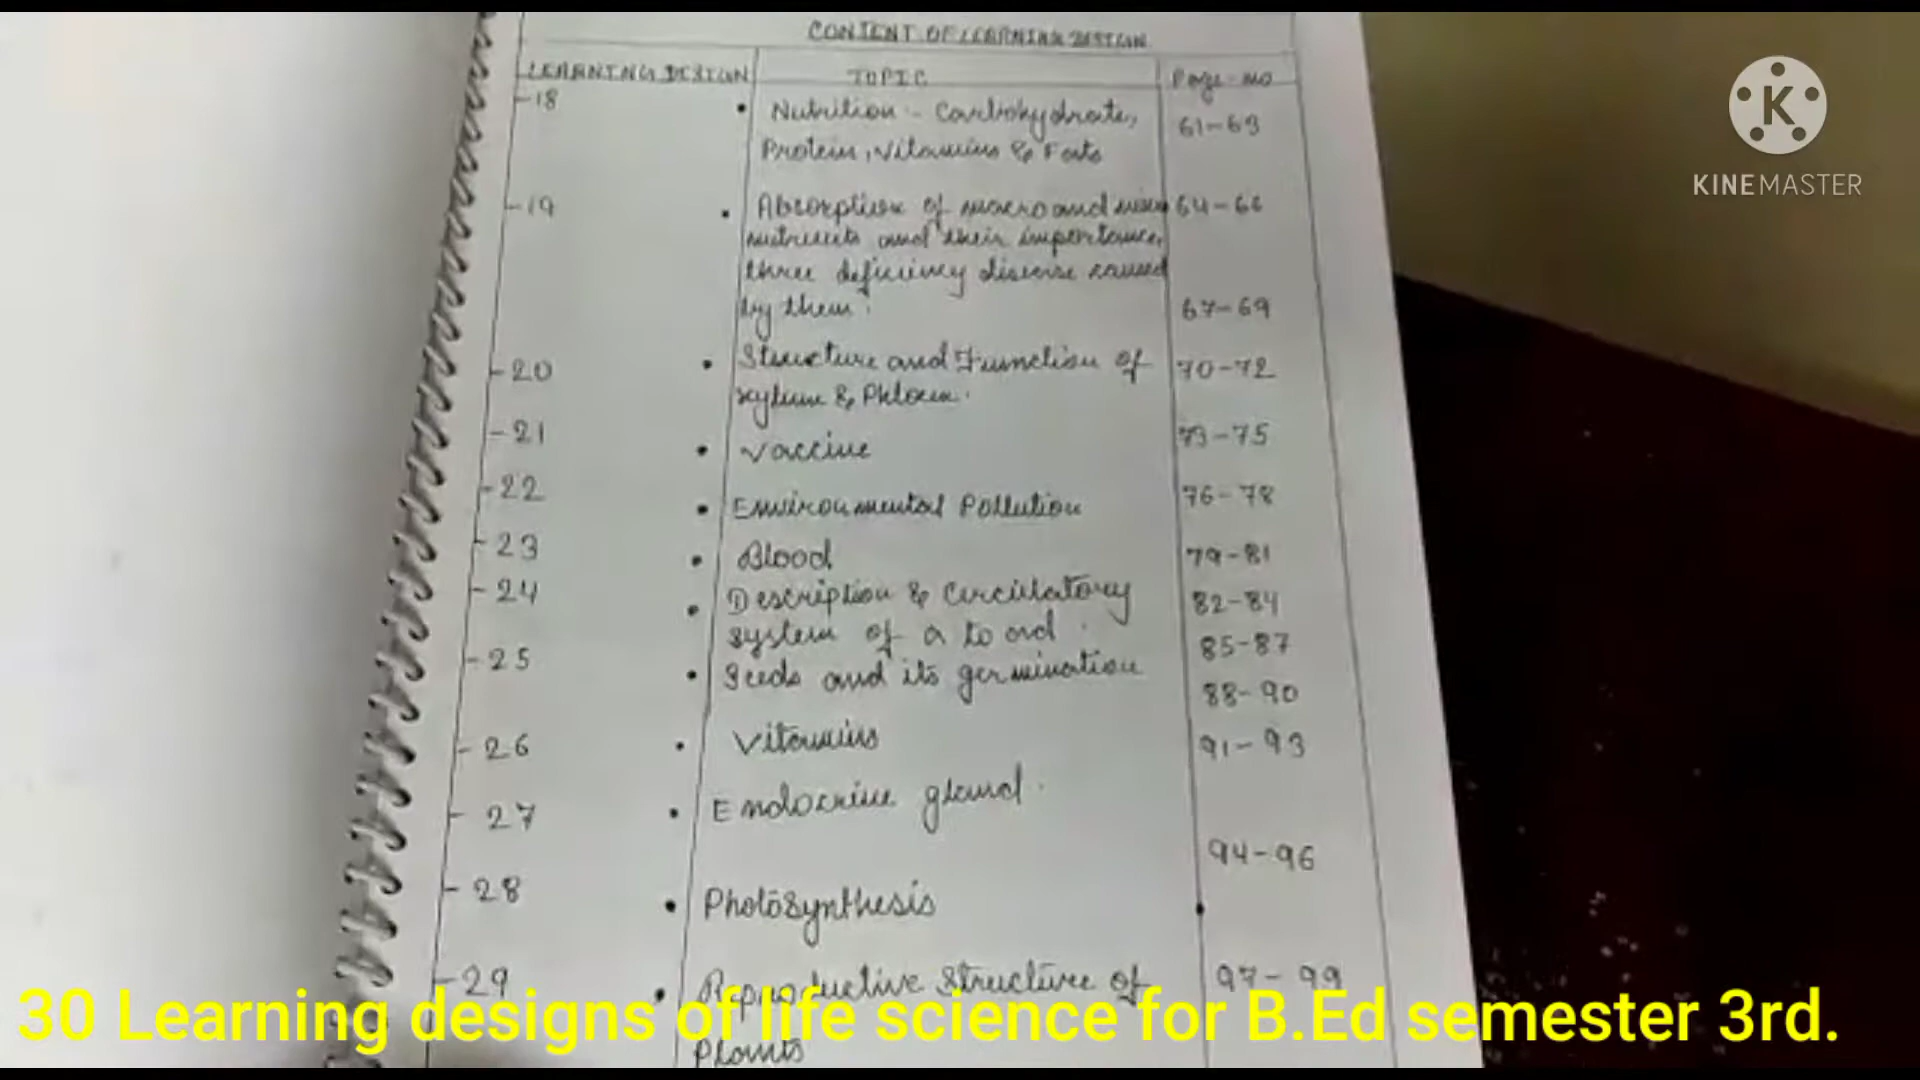 CONTENT OF LEARNING DESIGN
LEARNING DESIGN TOPIC Page-no
-18 • Nutrition - Carbohydrate, 61-63
Protein, Vitamins & Fats
-19 • Absorption of macro and micro 64-66
nutrients and their importance,
three deficiency disease caused
by them. 67-69
-20 • Structure and Function of 70-72
xylem & Phloem.
-21 • Vaccine 73-75
-22 • Environmental Pollution 76-78
-23 • Blood 79-81
-24 • Description & Circulatory 82-84
system of a toad. 85-87
-25 • Seeds and its germination 88-90
-26 • Vitamins 91-93
-27 • Endocrine gland.
94-96
-28 • Photosynthesis
-29 • Reproductive Structure of 97-99
Plants
KINEMASTER
30 Learning designs of life science for B.Ed semester 3rd.